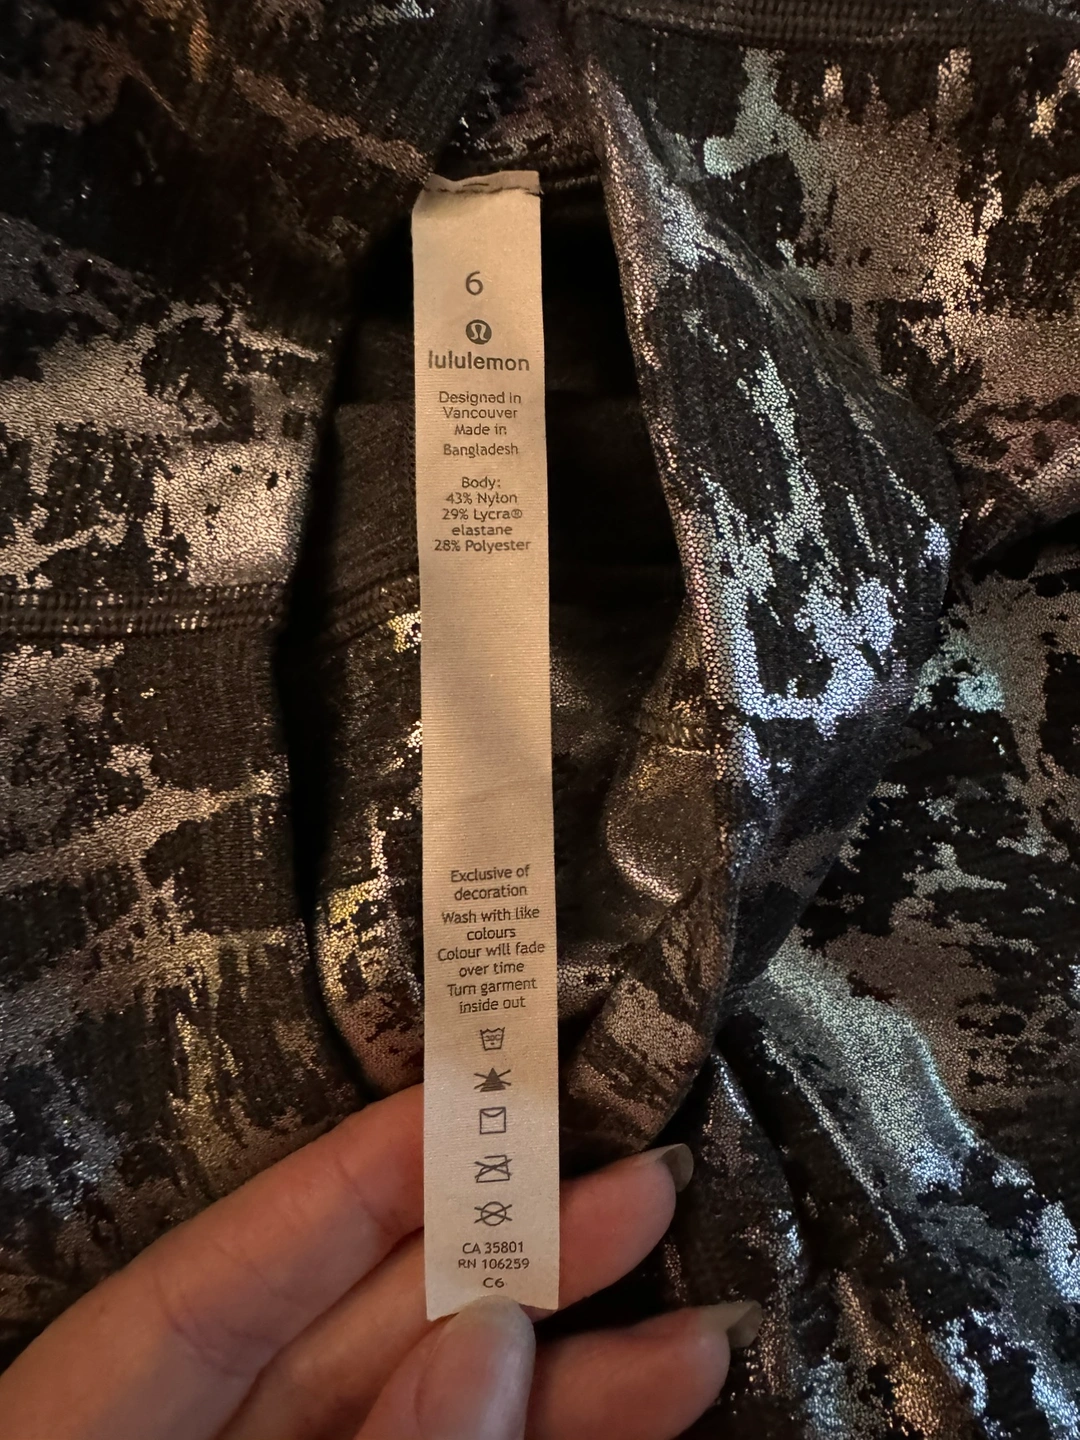 6
lululemon
Designed in
Vancouver
Made in
Bangladesh
Body:
43% Nylon
29% Lycra®
elastane
28% Polyester
Exclusive of
decoration
Wash with like
colours
Colour will fade
over time
Turn garment
inside out
CA 35801
RN 106259
C6